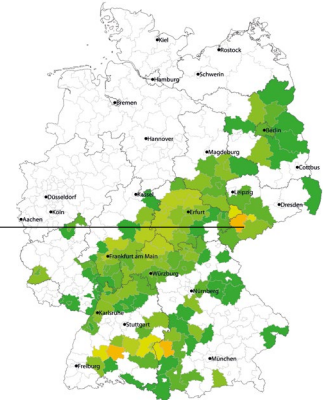 Kiel
Rostock
Hamburg
Schwerin
Bremen
Hannover
Berlin
Magdeburg
Cottbus
Düsseldorf
Kassel
Leipzig
Köln
Erfurt
Dresden
Aachen
Frankfurt am Main
Würzburg
Nürnberg
Karlsruhe
Stuttgart
Freiburg
München